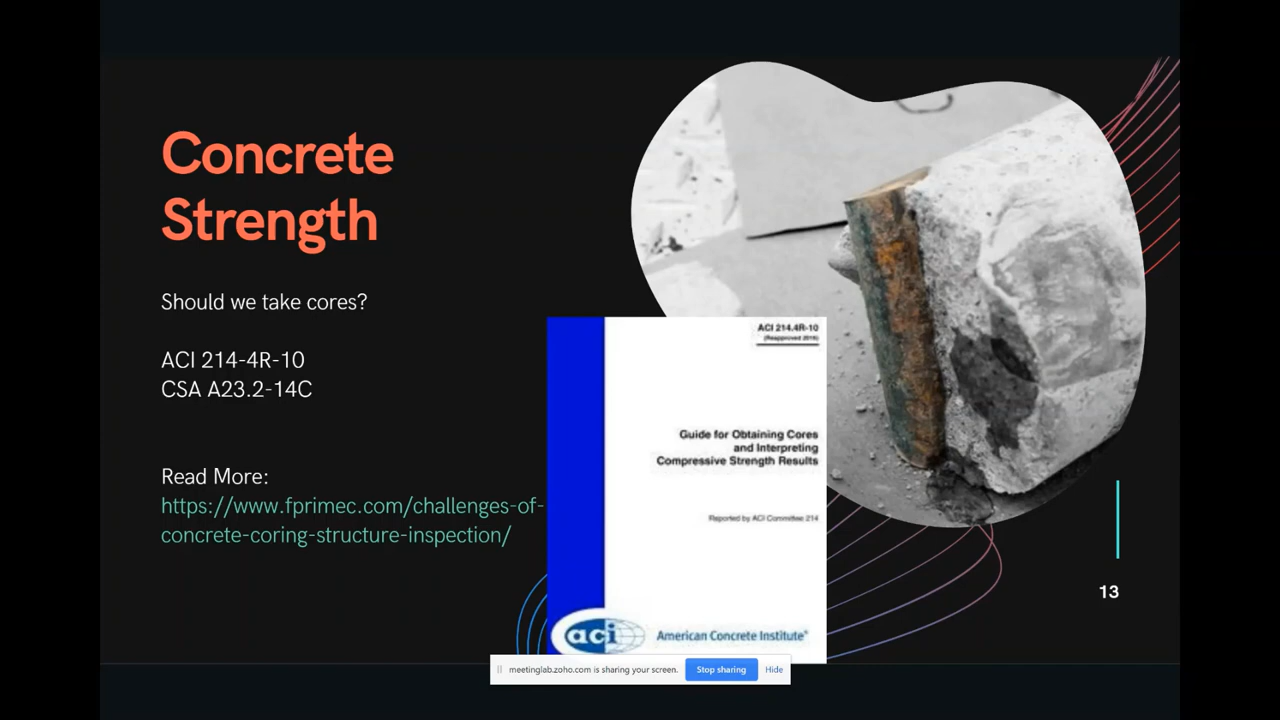 Concrete
Strength
Should we take cores?
ACI 214-4R-10
CSA A23.2-14C
Read More:
https://www.fprimec.com/challenges-of-
concrete-coring-structure-inspection/
ACI 214.4R-10
Guide for Obtaining Cores
and Interpreting
Compressive Strength Results
Reported by ACI Committee 214
aci
American Concrete Institute®
13
meetinglab.zoho.com is sharing your screen.
Stop sharing
Hide